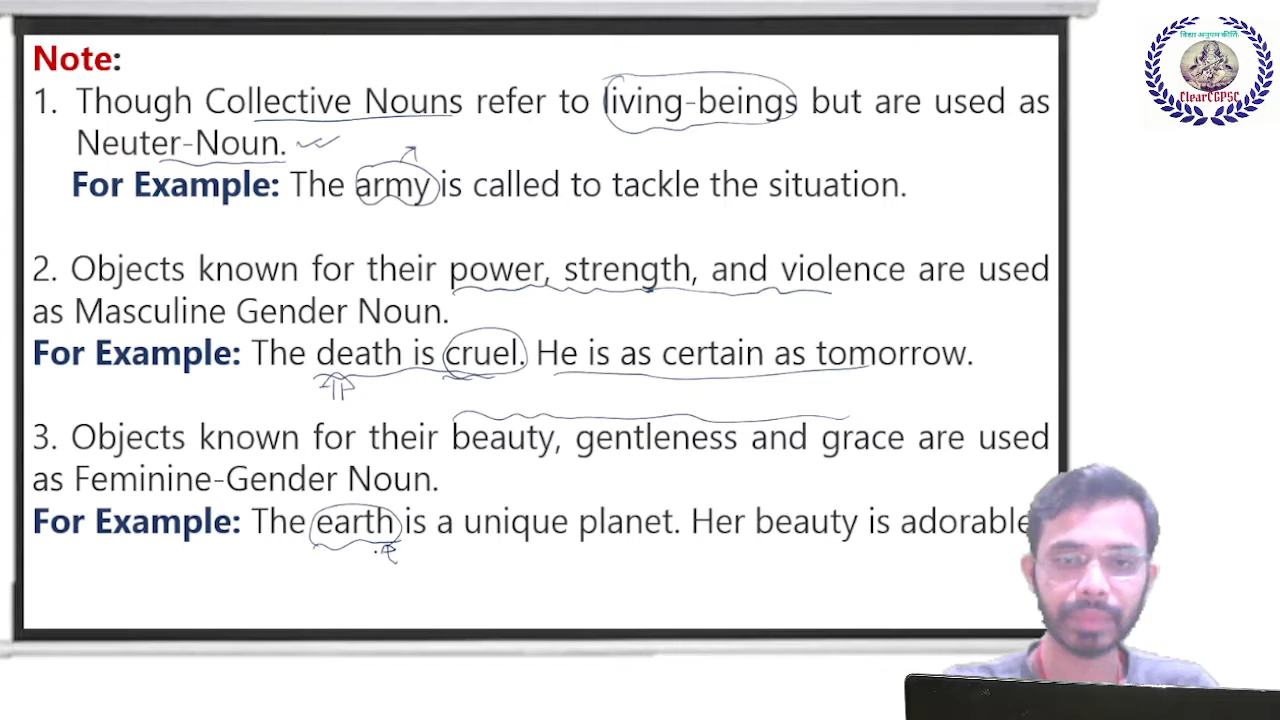 Note:
1. Though Collective Nouns refer to living-beings but are used as
Neuter-Noun.
For Example: The army is called to tackle the situation.
2. Objects known for their power, strength, and violence are used
as Masculine Gender Noun.
For Example: The death is cruel. He is as certain as tomorrow.
3. Objects known for their beauty, gentleness and grace are used
as Feminine-Gender Noun.
For Example: The earth is a unique planet. Her beauty is adorable
विद्या अनुपम कीर्तिः
ClearCGPSC